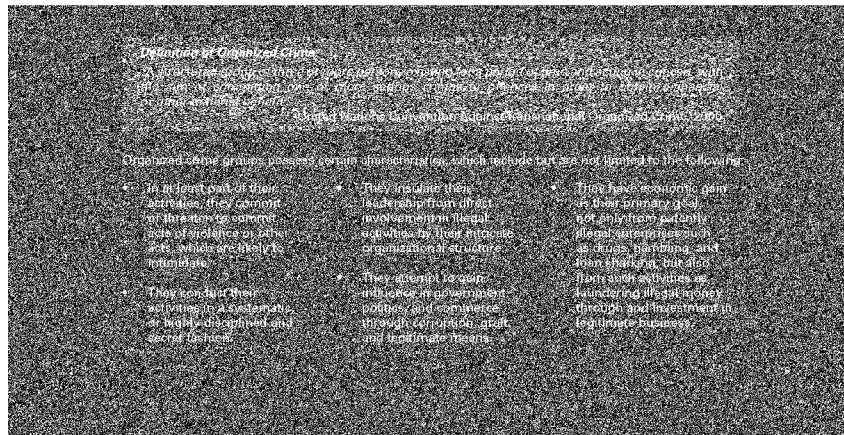 Definition of Organized Crime
"A structured group of three or more persons existing for a period of time and acting in concert with
the aim of committing one or more serious crimes or offences in order to obtain a financial
or other material benefit."
-United Nations Convention Against Transnational Organized Crime, 2000
Organized crime groups possess certain characteristics, which include but are not limited to the following:
• In at least part of their
activities, they commit
or threaten to commit
acts of violence or other
acts, which are likely to
intimidate.
• They conduct their
activities in a systematic,
or highly disciplined and
secret fashion.
• They insulate their
leadership from direct
involvement in illegal
activities by their intricate
organizational structure.
• They attempt to gain
influence in government,
politics, and commerce
through corruption, graft,
and legitimate means.
• They have economic gain
as their primary goal,
not only from patently
illegal enterprises such
as drugs, gambling, and
loan sharking, but also
from such activities as
laundering illegal money
through and investment in
legitimate business.